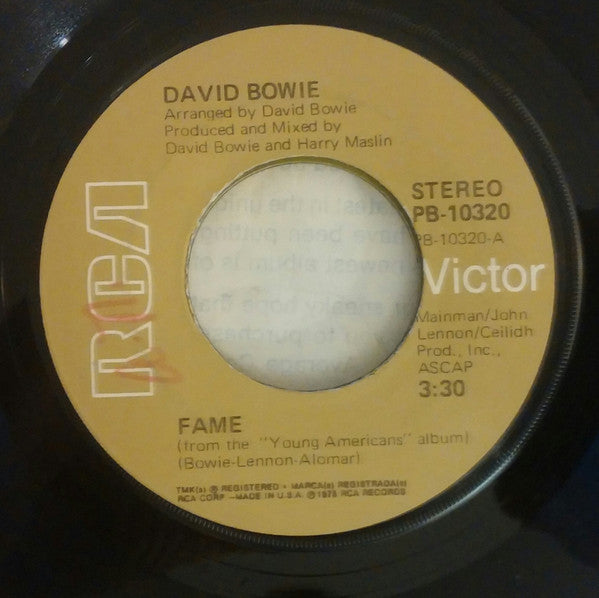 DAVID BOWIE
Arranged by David Bowie
Produced and Mixed by
David Bowie and Harry Maslin
RCA
STEREO
PB-10320
PB-10320-A
Victor
Mainman/John
Lennon/Ceilidh
Prod., Inc.,
ASCAP
3:30
FAME
(from the "Young Americans" album)
(Bowie-Lennon-Alomar)
TMK(s) ® REGISTERED • MARCA(s) REGISTRADA(s)
RCA CORP —MADE IN U.S.A. ℗ 1975 RCA RECORDS